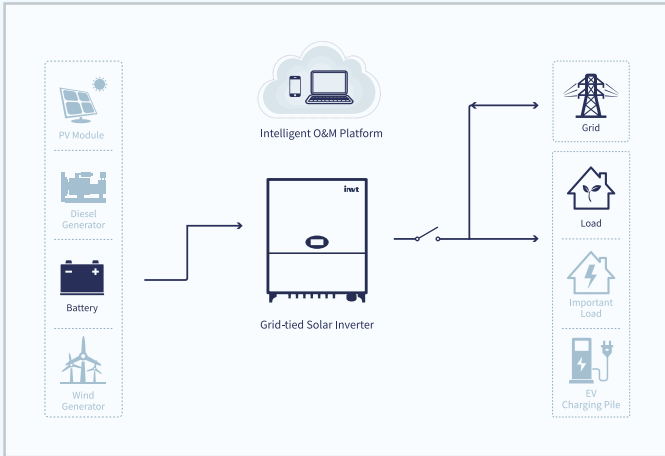 Intelligent O&M Platform
PV Module
Diesel
Generator
Battery
Wind
Generator
invt
Grid-tied Solar Inverter
Grid
Load
Important
Load
EV
Charging Pile